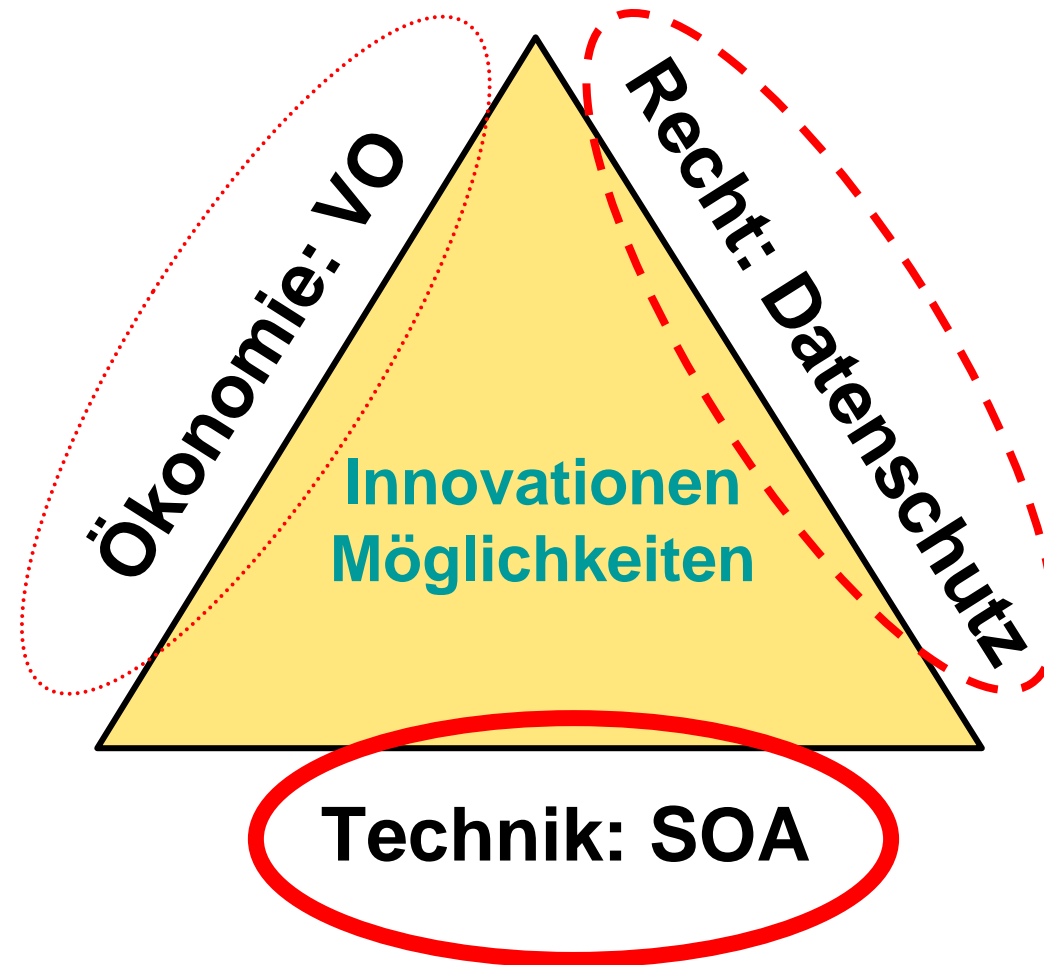 Ökonomie: VO
Recht: Datenschutz
Innovationen
Möglichkeiten
Technik: SOA